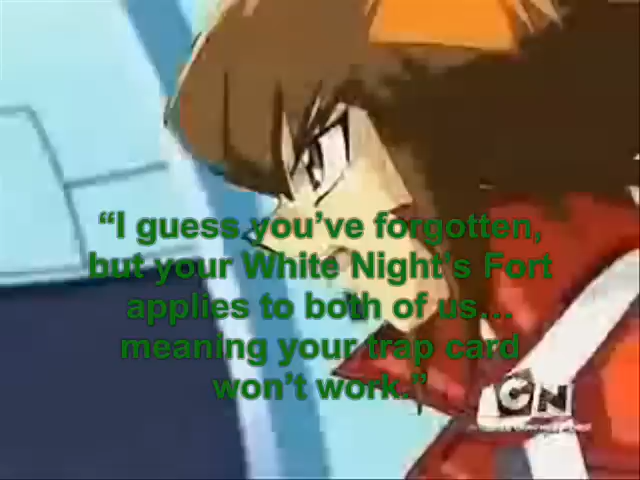 “I guess you’ve forgotten,
but your White Night’s Fort
applies to both of us…
meaning your trap card
won’t work.”
CN